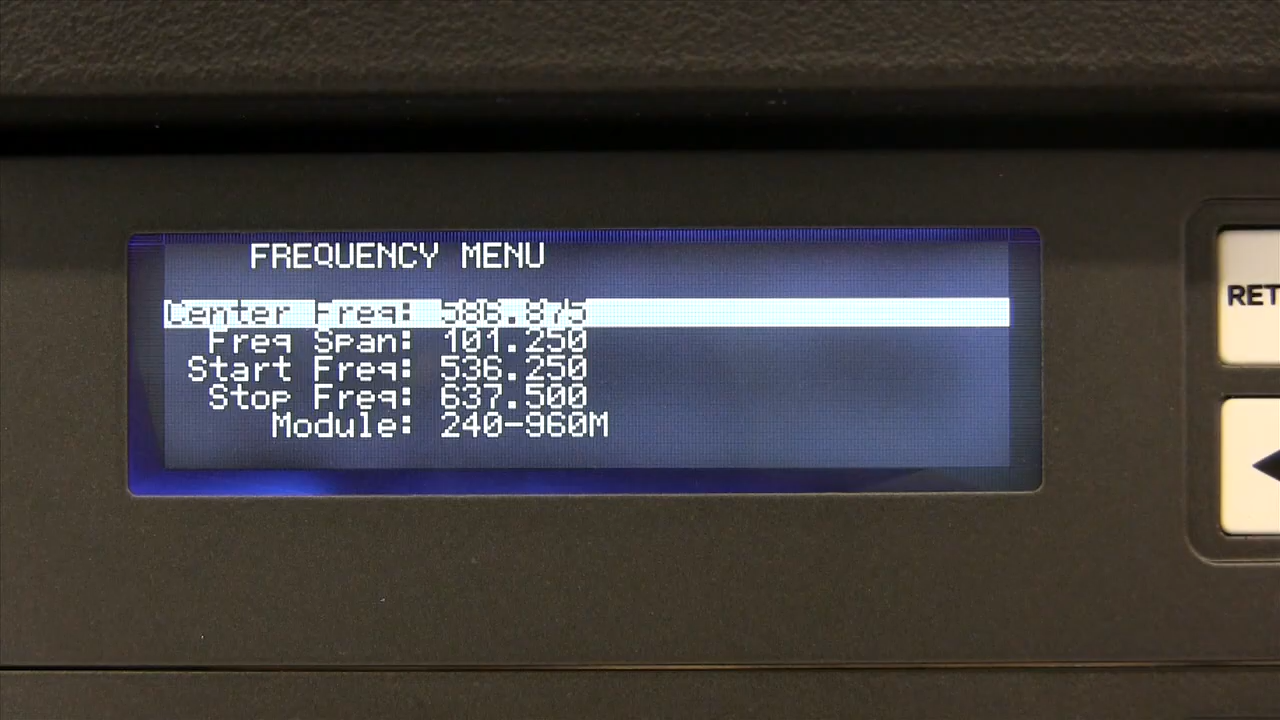 FREQUENCY MENU
Center Freq: 586.875
Freq Span: 101.250
Start Freq: 536.250
Stop Freq: 637.500
Module: 240-960M
RET